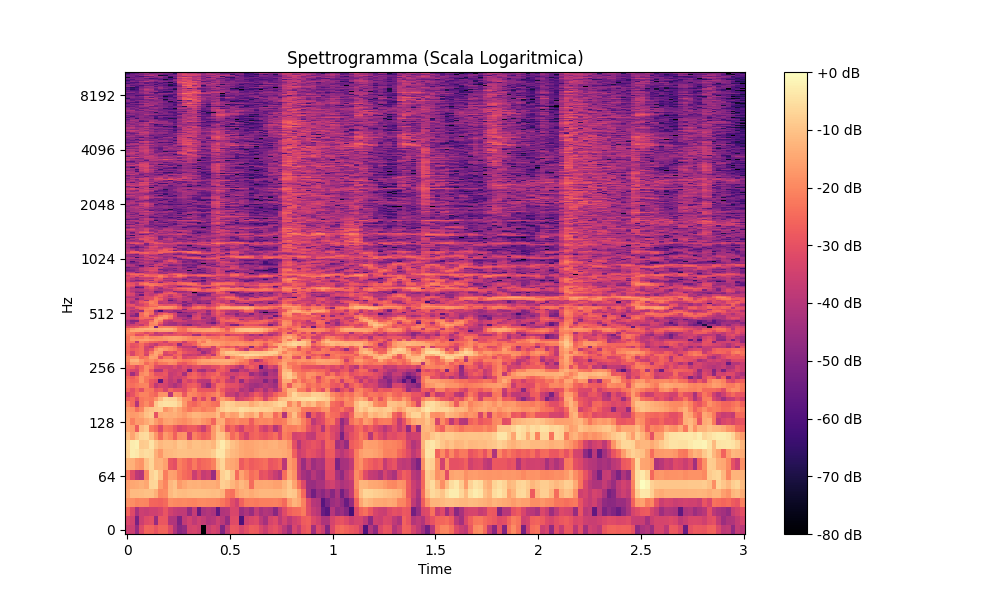 Spettrogramma (Scala Logaritmica)
Hz
8192
4096
2048
1024
512
256
128
64
0
0
0.5
1
1.5
2
2.5
3
Time
+0 dB
-10 dB
-20 dB
-30 dB
-40 dB
-50 dB
-60 dB
-70 dB
-80 dB